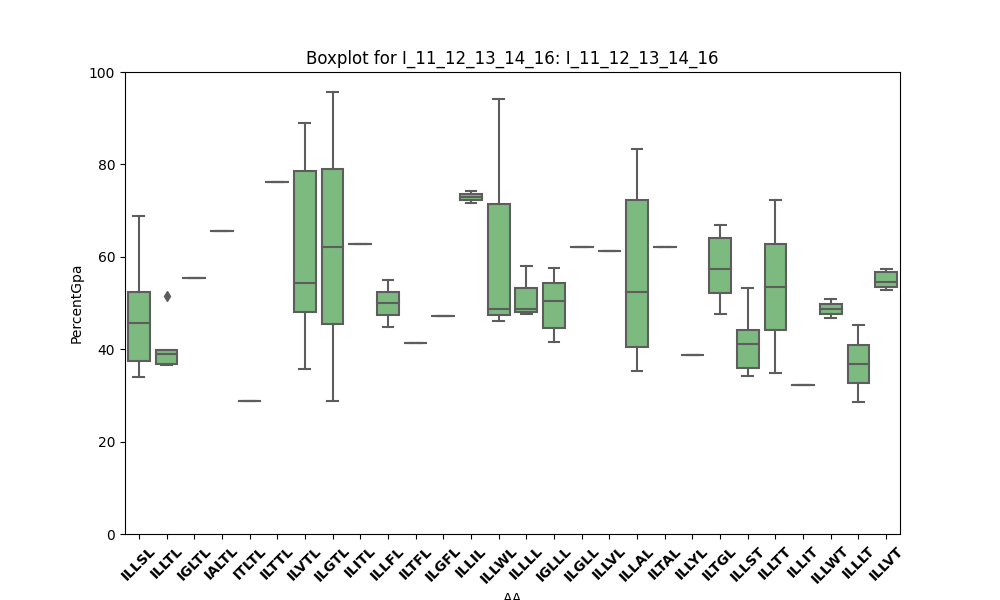 Boxplot for I_11_12_13_14_16: I_11_12_13_14_16
100
80
60
40
20
0
PercentGpa
ILLSL
ILLTL
IGLTL
IALTL
ITLTL
ILTTL
ILVTL
ILGTL
ILITL
ILLFL
ILTFL
ILGFL
ILLIL
ILLWL
ILLLL
IGLLL
ILGLL
ILLVL
ILLAL
ILTAL
ILLYL
ILTGL
ILLST
ILLTT
ILLIT
ILLWT
ILLLT
ILLVT
AA